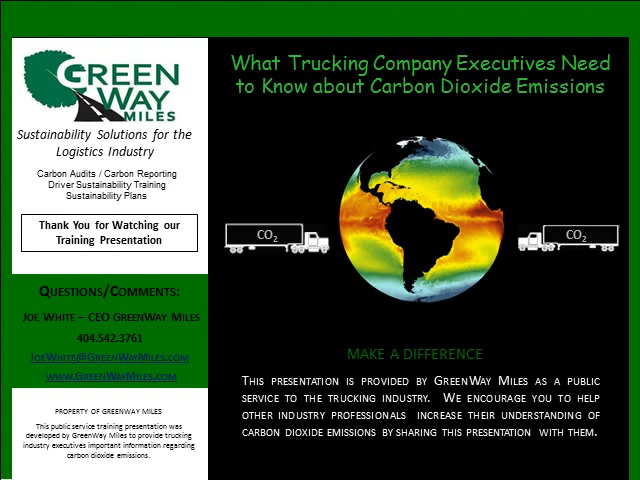 GREEN
WAY
MILES
Sustainability Solutions for the
Logistics Industry
Carbon Audits / Carbon Reporting
Driver Sustainability Training
Sustainability Plans
Thank You for Watching our
Training Presentation
QUESTIONS/COMMENTS:
JOE WHITE – CEO GREENWAY MILES
404.542.3761
JOEWHITE@GREENWAYMILES.COM
WWW.GREENWAYMILES.COM
PROPERTY OF GREENWAY MILES
This public service training presentation was
developed by GreenWay Miles to provide trucking
industry executives important information regarding
carbon dioxide emissions.
What Trucking Company Executives Need
to Know about Carbon Dioxide Emissions
CO2
CO2
MAKE A DIFFERENCE
THIS PRESENTATION IS PROVIDED BY GREENWAY MILES AS A PUBLIC
SERVICE TO THE TRUCKING INDUSTRY. WE ENCOURAGE YOU TO HELP
OTHER INDUSTRY PROFESSIONALS INCREASE THEIR UNDERSTANDING OF
CARBON DIOXIDE EMISSIONS BY SHARING THIS PRESENTATION WITH THEM.